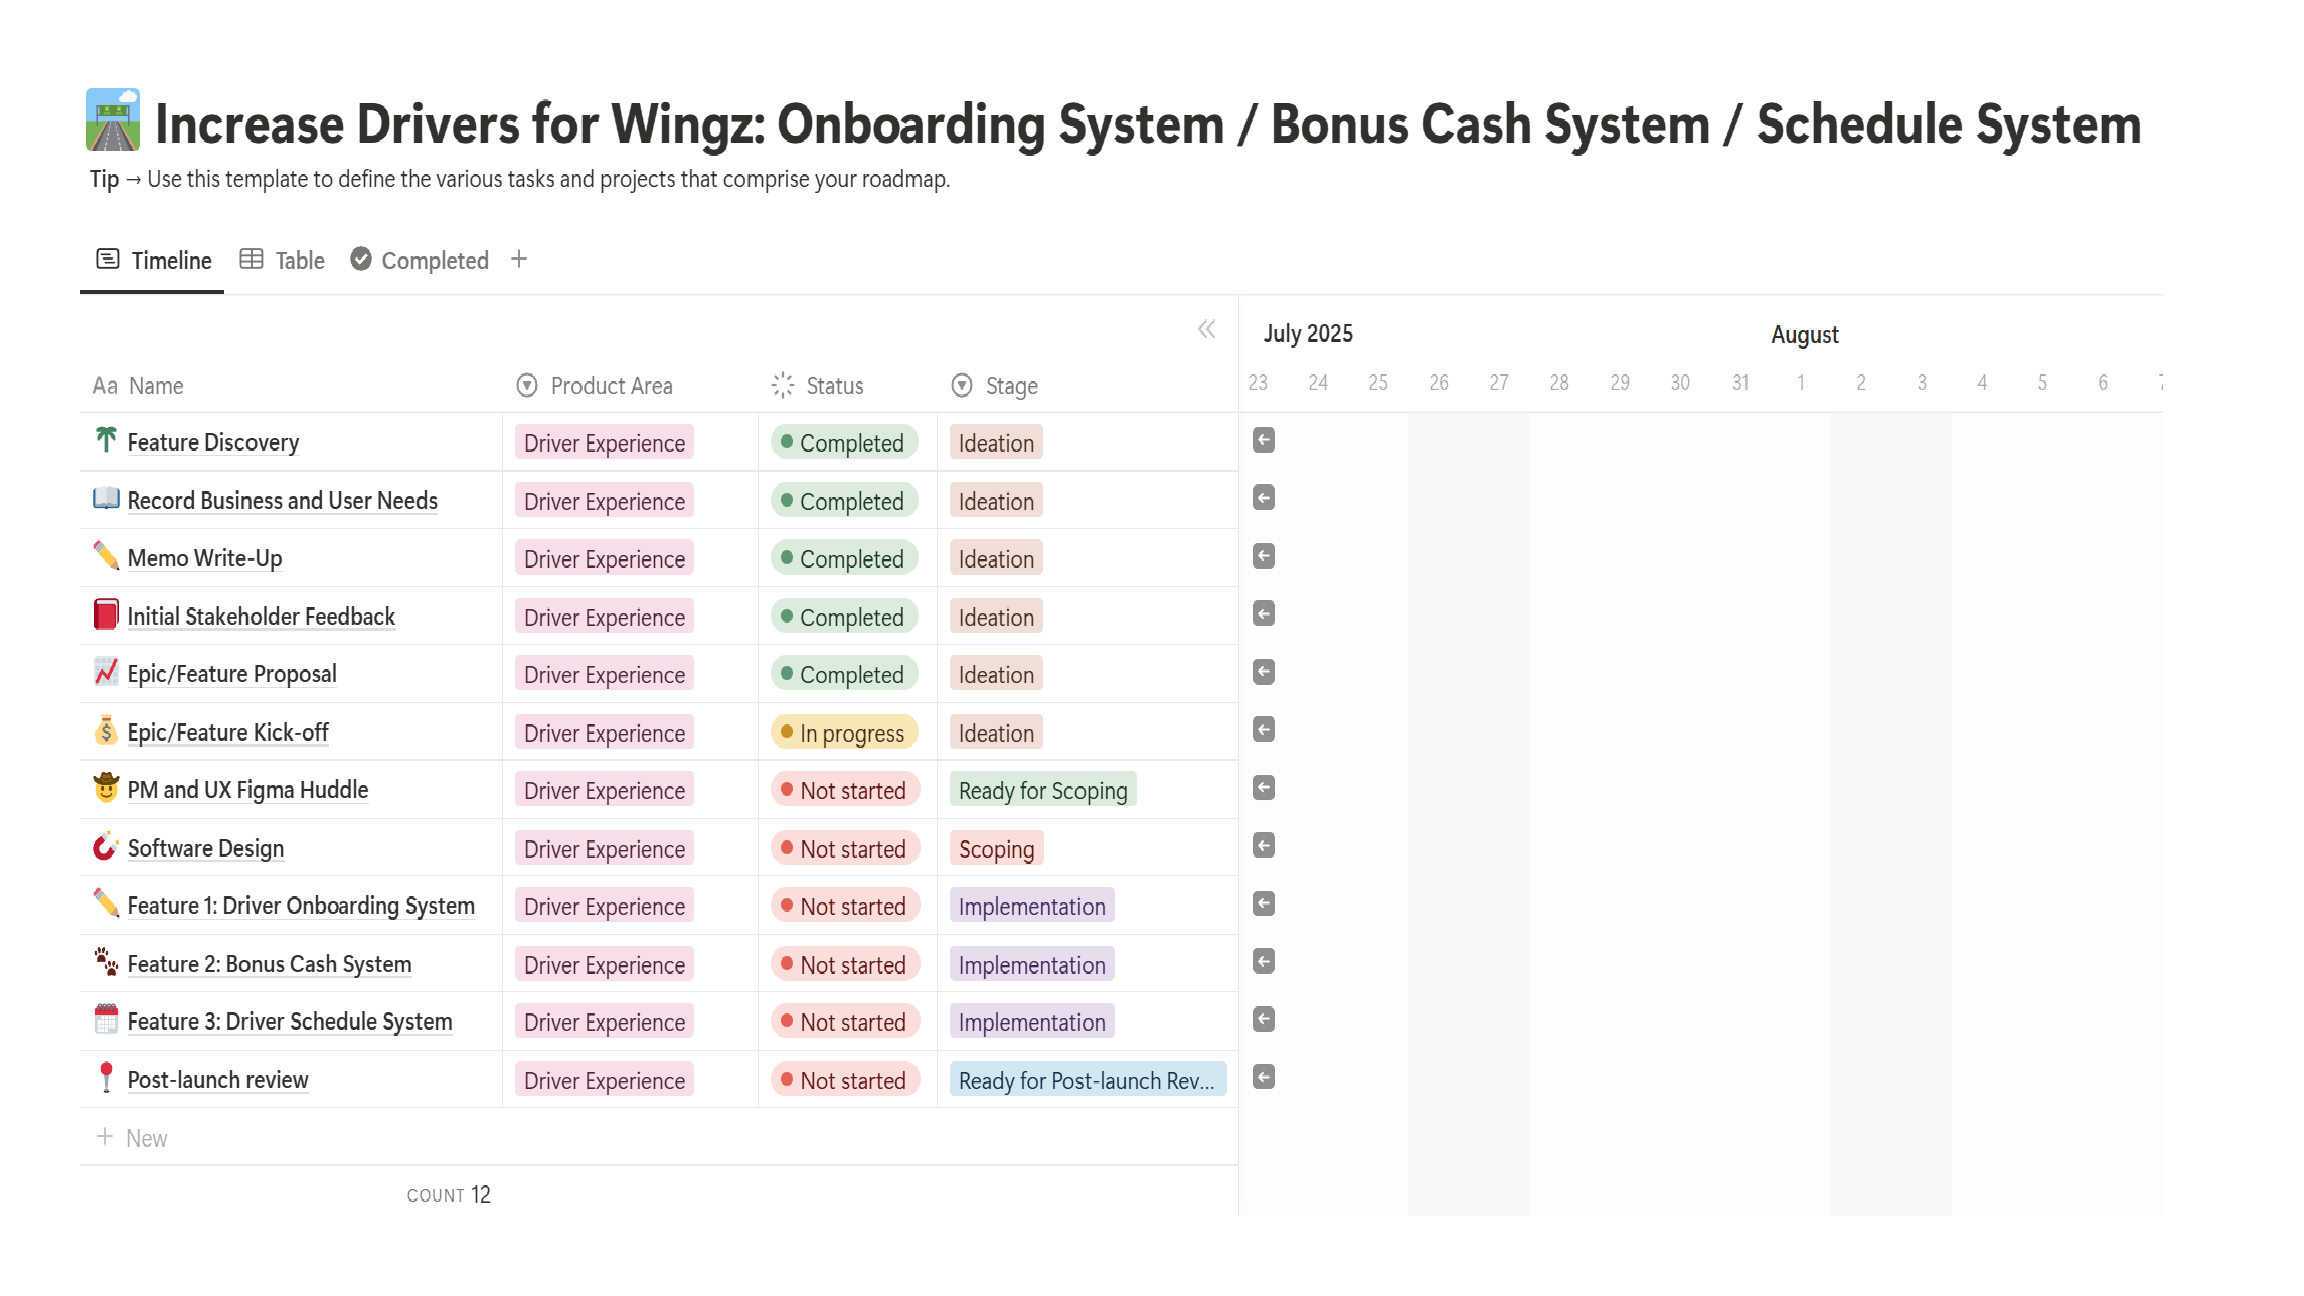 Increase Drivers for Wingz: Onboarding System / Bonus Cash System / Schedule System
Tip → Use this template to define the various tasks and projects that comprise your roadmap.
Timeline Table Completed +
July 2025 August
Aa Name Product Area Status Stage 23 24 25 26 27 28 29 30 31 1 2 3 4 5 6
Feature Discovery Driver Experience Completed Ideation
Record Business and User Needs Driver Experience Completed Ideation
Memo Write-Up Driver Experience Completed Ideation
Initial Stakeholder Feedback Driver Experience Completed Ideation
Epic/Feature Proposal Driver Experience Completed Ideation
Epic/Feature Kick-off Driver Experience In progress Ideation
PM and UX Figma Huddle Driver Experience Not started Ready for Scoping
Software Design Driver Experience Not started Scoping
Feature 1: Driver Onboarding System Driver Experience Not started Implementation
Feature 2: Bonus Cash System Driver Experience Not started Implementation
Feature 3: Driver Schedule System Driver Experience Not started Implementation
Post-launch review Driver Experience Not started Ready for Post-launch Rev...
+ New
COUNT 12